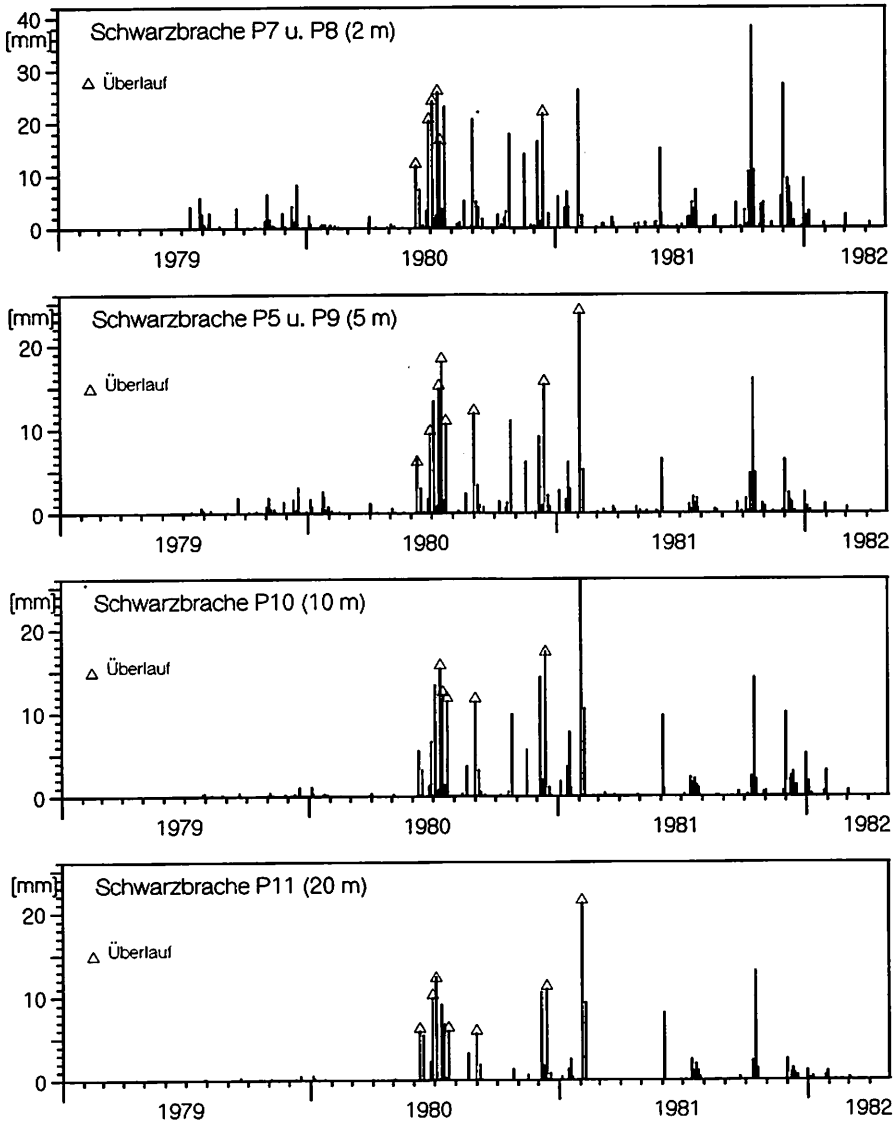 40
[mm]
Schwarzbrache P7 u. P8 (2 m)
△ Überlauf
30
20
10
0
1979 1980 1981 1982
[mm]
Schwarzbrache P5 u. P9 (5 m)
20
△ Überlauf
10
0
1979 1980 1981 1982
[mm]
Schwarzbrache P10 (10 m)
20
△ Überlauf
10
0
1979 1980 1981 1982
[mm]
Schwarzbrache P11 (20 m)
20
△ Überlauf
10
0
1979 1980 1981 1982